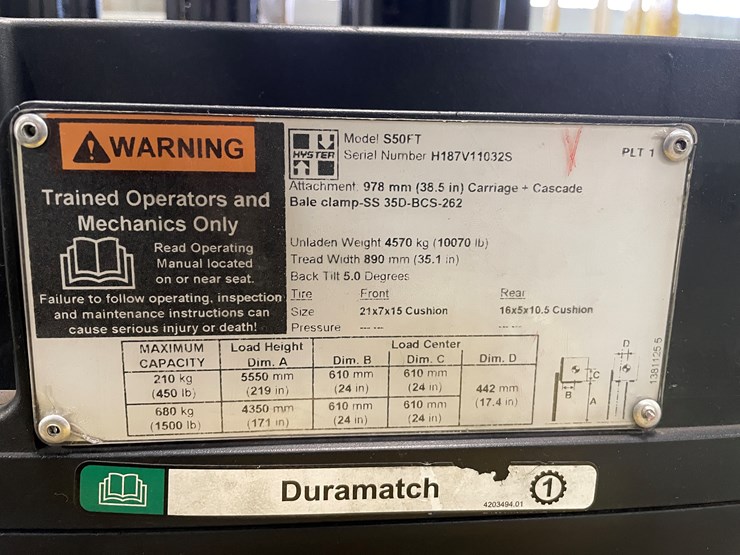 WARNING
Trained Operators and
Mechanics Only
Read Operating
Manual located
on or near seat.
Failure to follow operating, inspection
and maintenance instructions can
cause serious injury or death!
HYSTER
Model S50FT
Serial Number H187V11032S
PLT 1
Attachment 978 mm (38.5 in) Carriage + Cascade
Bale clamp-SS 35D-BCS-262
Unladen Weight 4570 kg (10070 lb)
Tread Width 890 mm (35.1 in)
Back Tilt 5.0 Degrees
Tire Front Rear
Size 21x7x15 Cushion 16x5x10.5 Cushion
Pressure --- --- --- ---
MAXIMUM CAPACITY Load Height Dim. A Load Center
Dim. B Dim. C Dim. D
210 kg (450 lb) 5550 mm (219 in) 610 mm (24 in) 610 mm (24 in) 442 mm (17.4 in)
680 kg (1500 lb) 4350 mm (171 in) 610 mm (24 in) 610 mm (24 in)
D
C
B
A
1381125.5
Duramatch
4203494.01
1